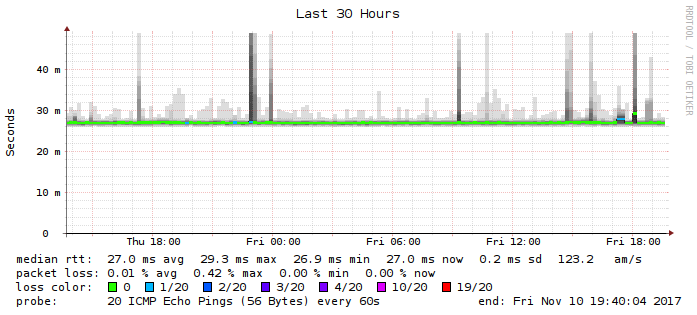 Last 30 Hours
RRDTOOL / TOBI OETIKER
Seconds
40 m
30 m
20 m
10 m
0
Thu 18:00 Fri 00:00 Fri 06:00 Fri 12:00 Fri 18:00
median rtt: 27.0 ms avg 29.3 ms max 26.9 ms min 27.0 ms now 0.2 ms sd 123.2 am/s
packet loss: 0.01 % avg 0.42 % max 0.00 % min 0.00 % now
loss color: 0 1/20 2/20 3/20 4/20 10/20 19/20
probe: 20 ICMP Echo Pings (56 Bytes) every 60s end: Fri Nov 10 19:40:04 2017